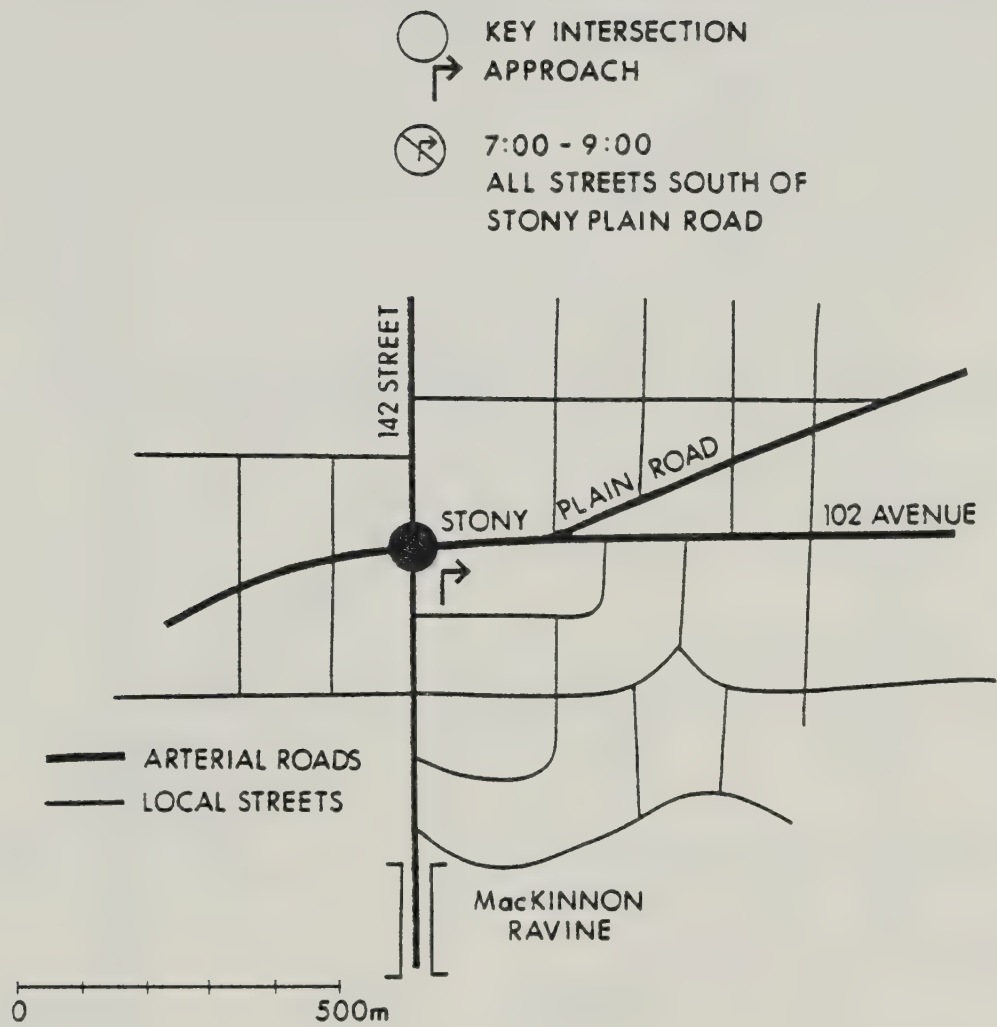 KEY INTERSECTION
APPROACH
7:00 - 9:00
ALL STREETS SOUTH OF
STONY PLAIN ROAD
142 STREET
STONY PLAIN ROAD
102 AVENUE
ARTERIAL ROADS
LOCAL STREETS
MacKINNON
RAVINE
0 500m